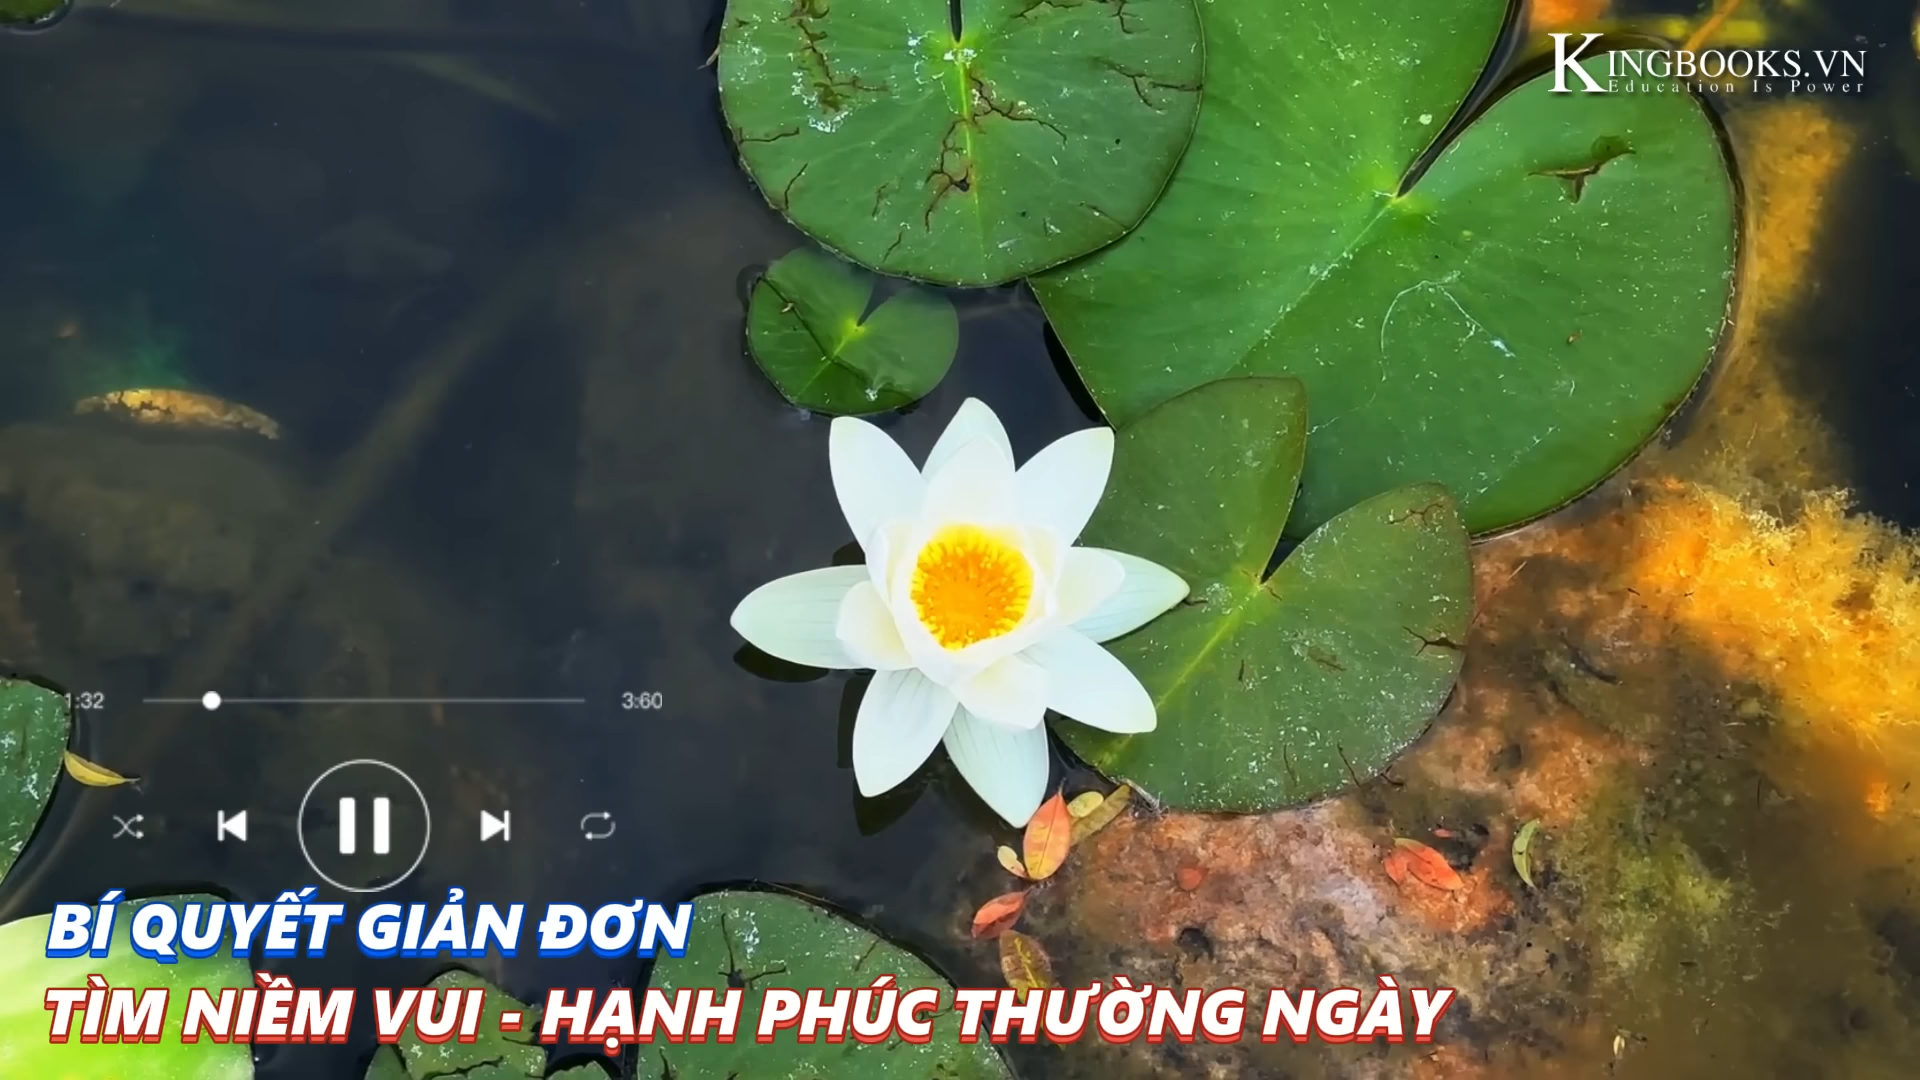 KINGBOOKS.VN
Education Is Power
1:32 3:60
BÍ QUYẾT GIẢN ĐƠN
TÌM NIỀM VUI - HẠNH PHÚC THƯỜNG NGÀY